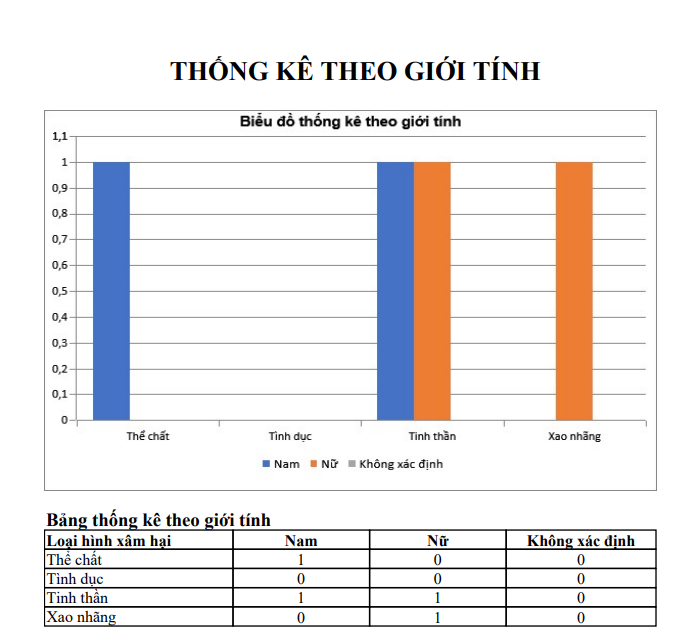 THỐNG KÊ THEO GIỚI TÍNH
Biểu đồ thống kê theo giới tính
1,1
1
0,9
0,8
0,7
0,6
0,5
0,4
0,3
0,2
0,1
0
Thể chất Tình dục Tinh thần Xao nhãng
Nam Nữ Không xác định
Bảng thống kê theo giới tính
Loại hình xâm hại Nam Nữ Không xác định
Thể chất 1 0 0
Tình dục 0 0 0
Tinh thần 1 1 0
Xao nhãng 0 1 0